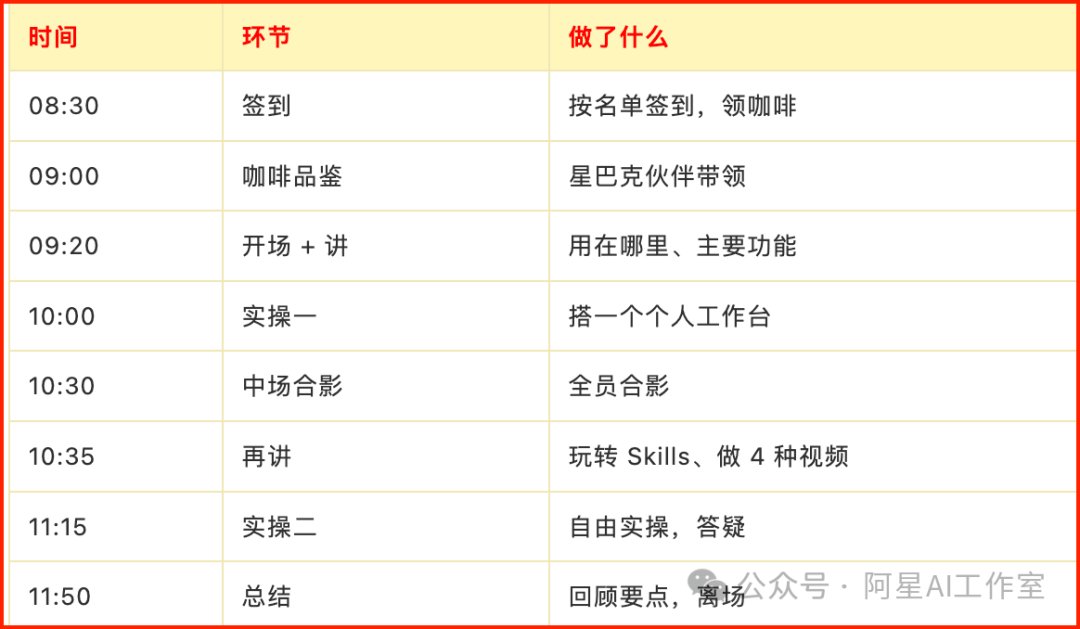 时间 环节 做了什么
08:30 签到 按名单签到，领咖啡
09:00 咖啡品鉴 星巴克伙伴带领
09:20 开场 + 讲 用在哪里、主要功能
10:00 实操一 搭一个个人工作台
10:30 中场合影 全员合影
10:35 再讲 玩转 Skills、做 4 种视频
11:15 实操二 自由实操，答疑
11:50 总结 回顾要点，离场
公众号 · 阿星AI工作室